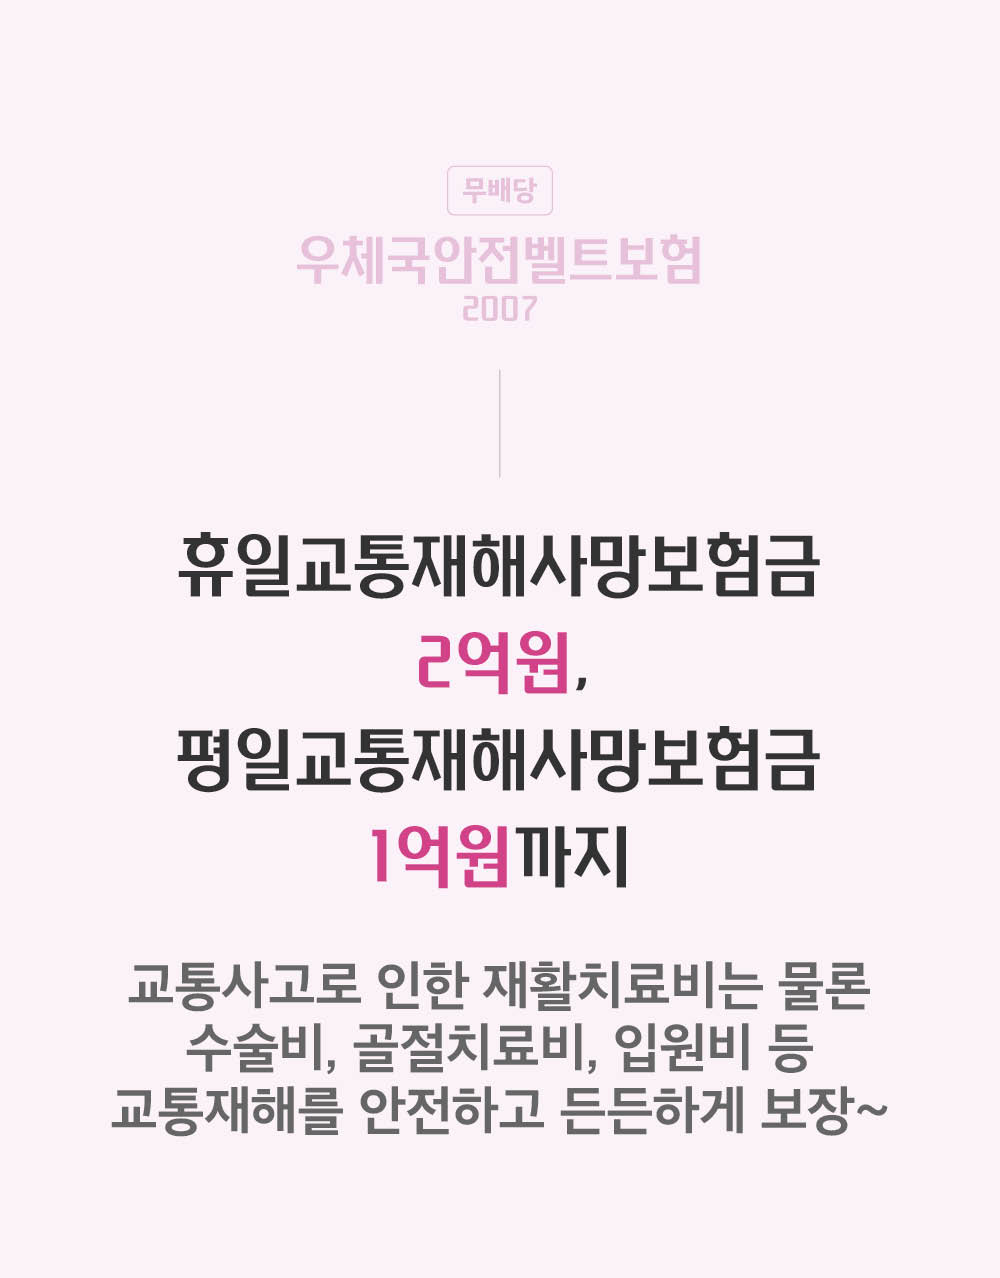 무배당
우체국안전벨트보험
2007
휴일교통재해사망보험금
2억원,
평일교통재해사망보험금
1억원까지
교통사고로 인한 재활치료비는 물론
수술비, 골절치료비, 입원비 등
교통재해를 안전하고 든든하게 보장~